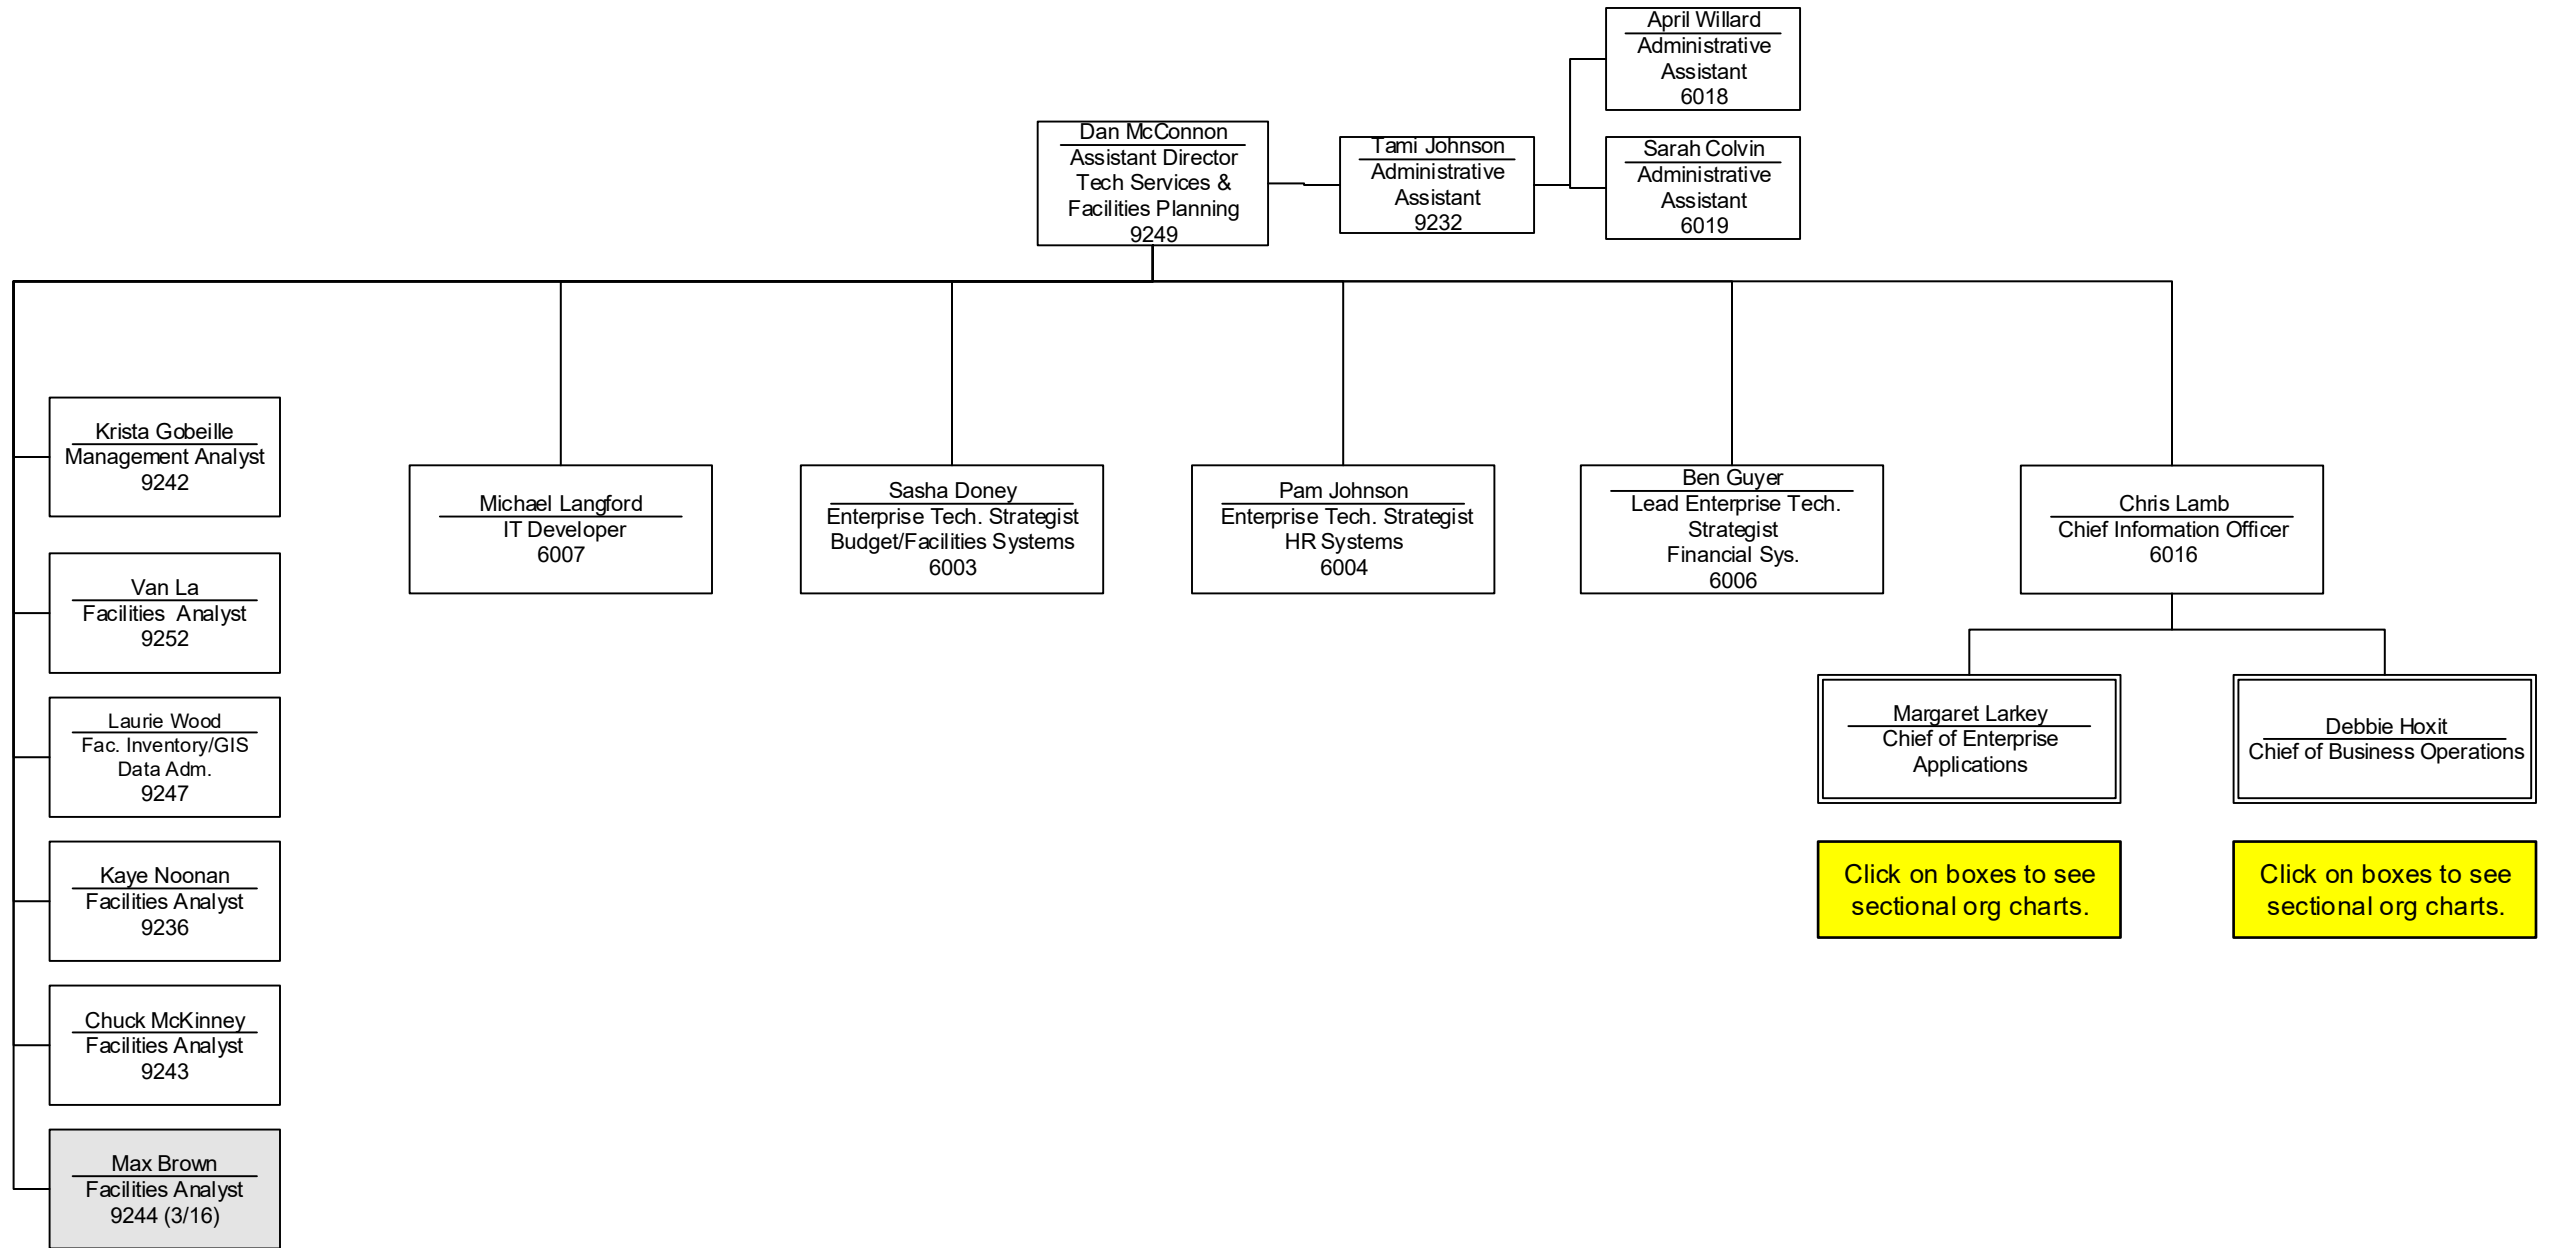 April Willard
Administrative
Assistant
6018
Dan McConnon
Assistant Director
Tech Services &
Facilities Planning
9249
Tami Johnson
Administrative
Assistant
9232
Sarah Colvin
Administrative
Assistant
6019
Krista Gobeille
Management Analyst
9242
Van La
Facilities  Analyst
9252
Laurie Wood
Fac. Inventory/GIS
Data Adm.
9247
Kaye Noonan
Facilities Analyst
9236
Chuck McKinney
Facilities Analyst
9243
Max Brown
Facilities Analyst
9244 (3/16)
Michael Langford
IT Developer
6007
Sasha Doney
Enterprise Tech. Strategist
Budget/Facilities Systems
6003
Pam Johnson
Enterprise Tech. Strategist
HR Systems
6004
Ben Guyer
Lead Enterprise Tech.
Strategist
Financial Sys.
6006
Chris Lamb
Chief Information Officer
6016
Margaret Larkey
Chief of Enterprise
Applications
Debbie Hoxit
Chief of Business Operations
Click on boxes to see
sectional org charts.
Click on boxes to see
sectional org charts.